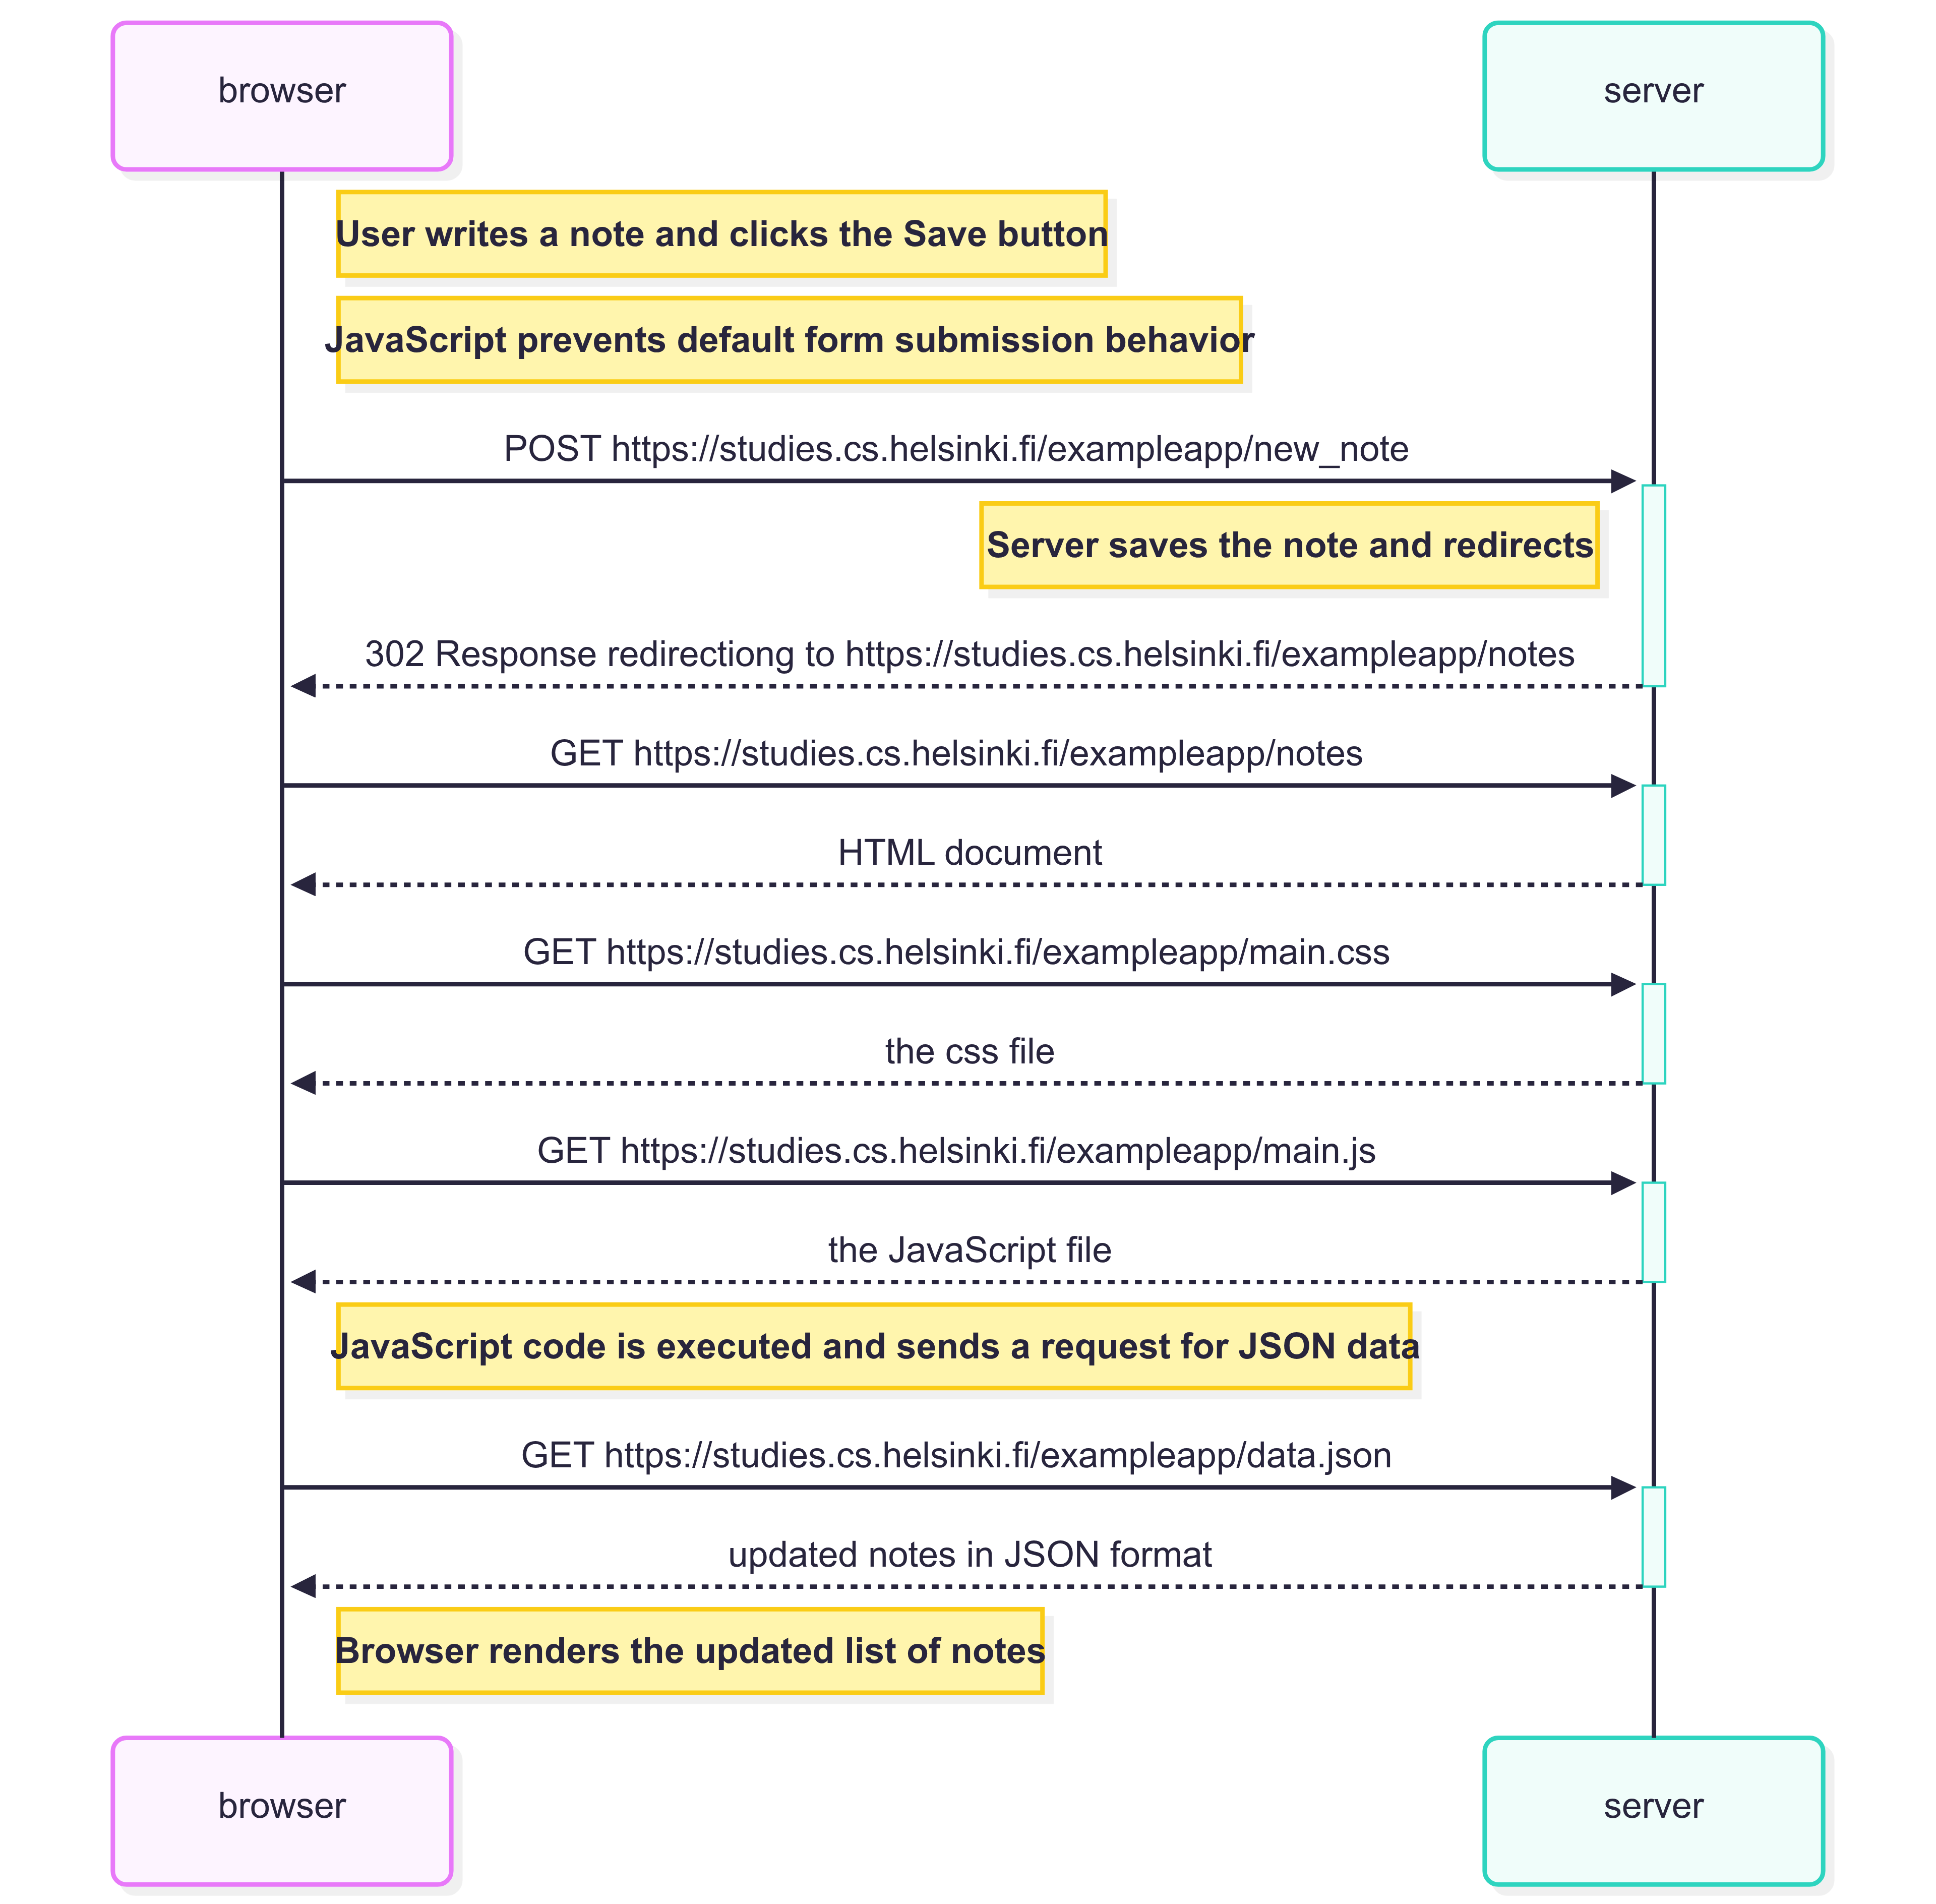 browser
server
User writes a note and clicks the Save button
JavaScript prevents default form submission behavior
POST https://studies.cs.helsinki.fi/exampleapp/new_note
Server saves the note and redirects
302 Response redirectiong to https://studies.cs.helsinki.fi/exampleapp/notes
GET https://studies.cs.helsinki.fi/exampleapp/notes
HTML document
GET https://studies.cs.helsinki.fi/exampleapp/main.css
the css file
GET https://studies.cs.helsinki.fi/exampleapp/main.js
the JavaScript file
JavaScript code is executed and sends a request for JSON data
GET https://studies.cs.helsinki.fi/exampleapp/data.json
updated notes in JSON format
Browser renders the updated list of notes
browser
server